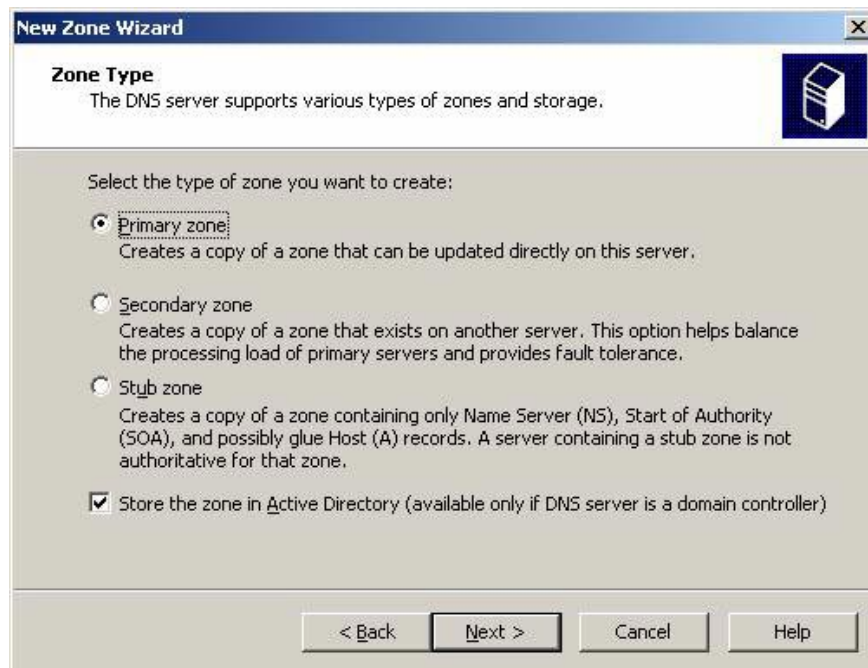 New Zone Wizard
Zone Type
The DNS server supports various types of zones and storage.
Select the type of zone you want to create:
Primary zone
Creates a copy of a zone that can be updated directly on this server.
Secondary zone
Creates a copy of a zone that exists on another server. This option helps balance
the processing load of primary servers and provides fault tolerance.
Stub zone
Creates a copy of a zone containing only Name Server (NS), Start of Authority
(SOA), and possibly glue Host (A) records. A server containing a stub zone is not
authoritative for that zone.
Store the zone in Active Directory (available only if DNS server is a domain controller)
< Back Next > Cancel Help